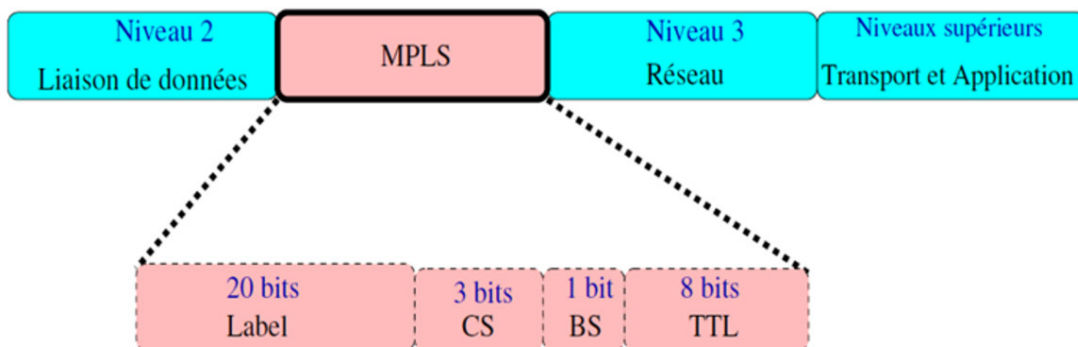 Niveau 2
Liaison de données
MPLS
Niveau 3
Réseau
Niveaux supérieurs
Transport et Application
20 bits
Label
3 bits
CS
1 bit
BS
8 bits
TTL